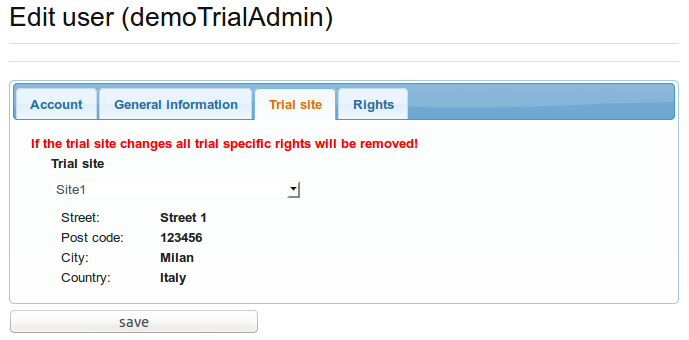 Edit user (demoTrialAdmin)
Account General information Trial site Rights
If the trial site changes all trial specific rights will be removed!
Trial site
Site1
Street: Street 1
Post code: 123456
City: Milan
Country: Italy
save